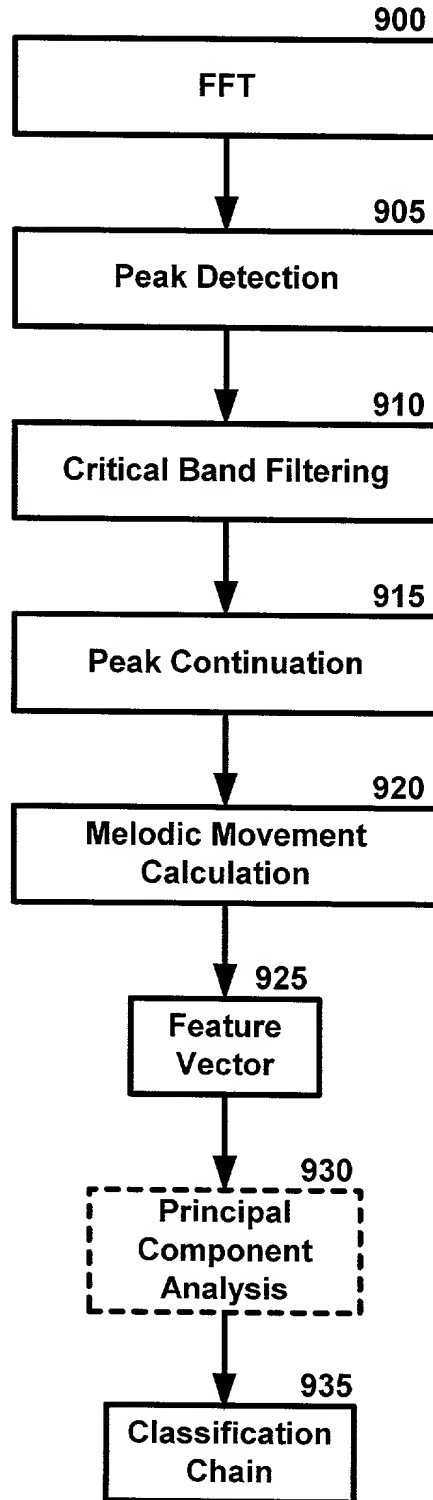 900
FFT
905
Peak Detection
910
Critical Band Filtering
915
Peak Continuation
920
Melodic Movement
Calculation
925
Feature
Vector
930
Principal
Component
Analysis
935
Classification
Chain